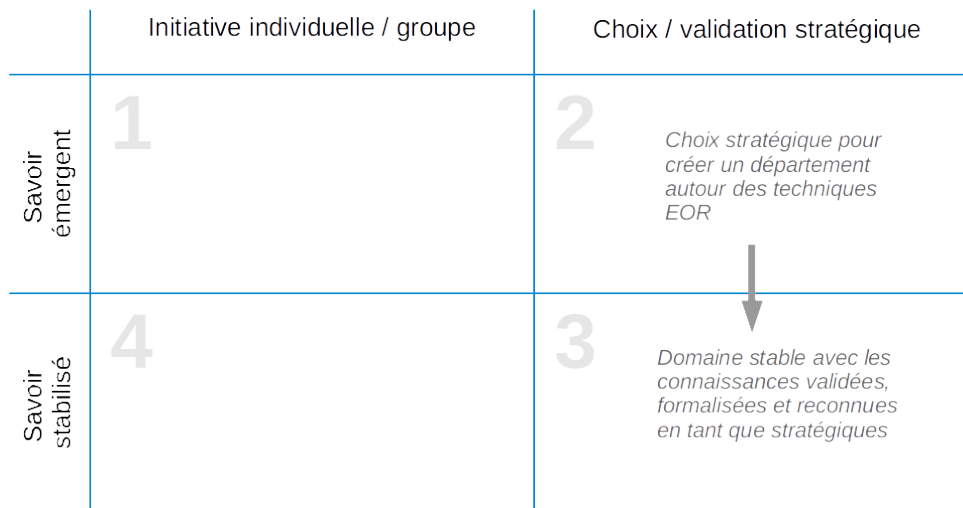 Initiative individuelle / groupe
Choix / validation stratégique
Savoir
émergent
1
2
Choix stratégique pour
créer un département
autour des techniques
EOR
Savoir
stabilisé
4
3
Domaine stable avec les
connaissances validées,
formalisées et reconnues
en tant que stratégiques